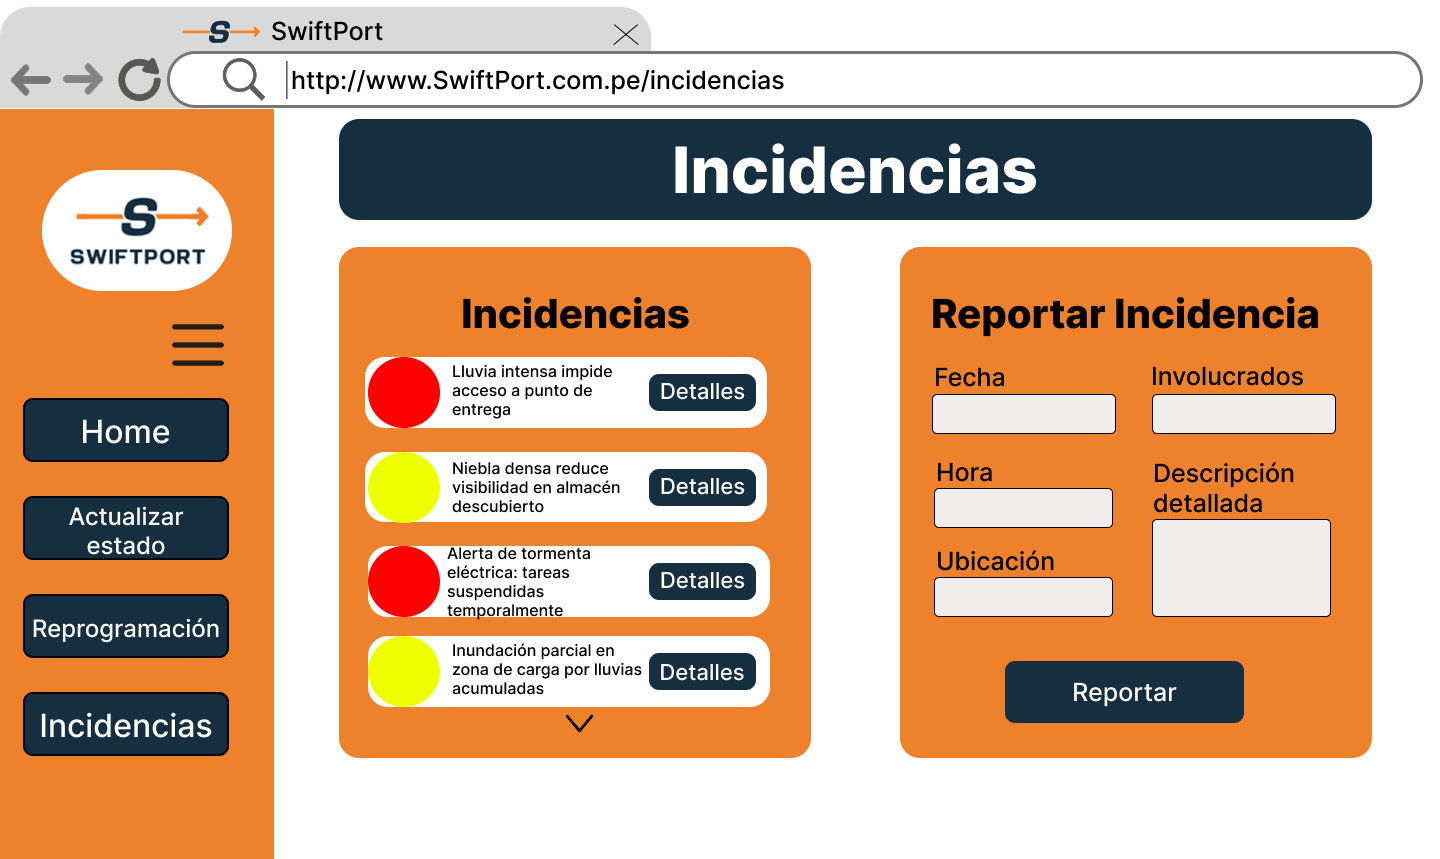 SwiftPort
http://www.SwiftPort.com.pe/incidencias
S
SWIFTPORT
Home
Actualizar
estado
Reprogramación
Incidencias
Incidencias
Incidencias
Lluvia intensa impide
acceso a punto de
entrega
Detalles
Niebla densa reduce
visibilidad en almacén
descubierto
Detalles
Alerta de tormenta
eléctrica: tareas
suspendidas
temporalmente
Detalles
Inundación parcial en
zona de carga por lluvias
acumuladas
Detalles
Reportar Incidencia
Fecha
Involucrados
Hora
Descripción
detallada
Ubicación
Reportar